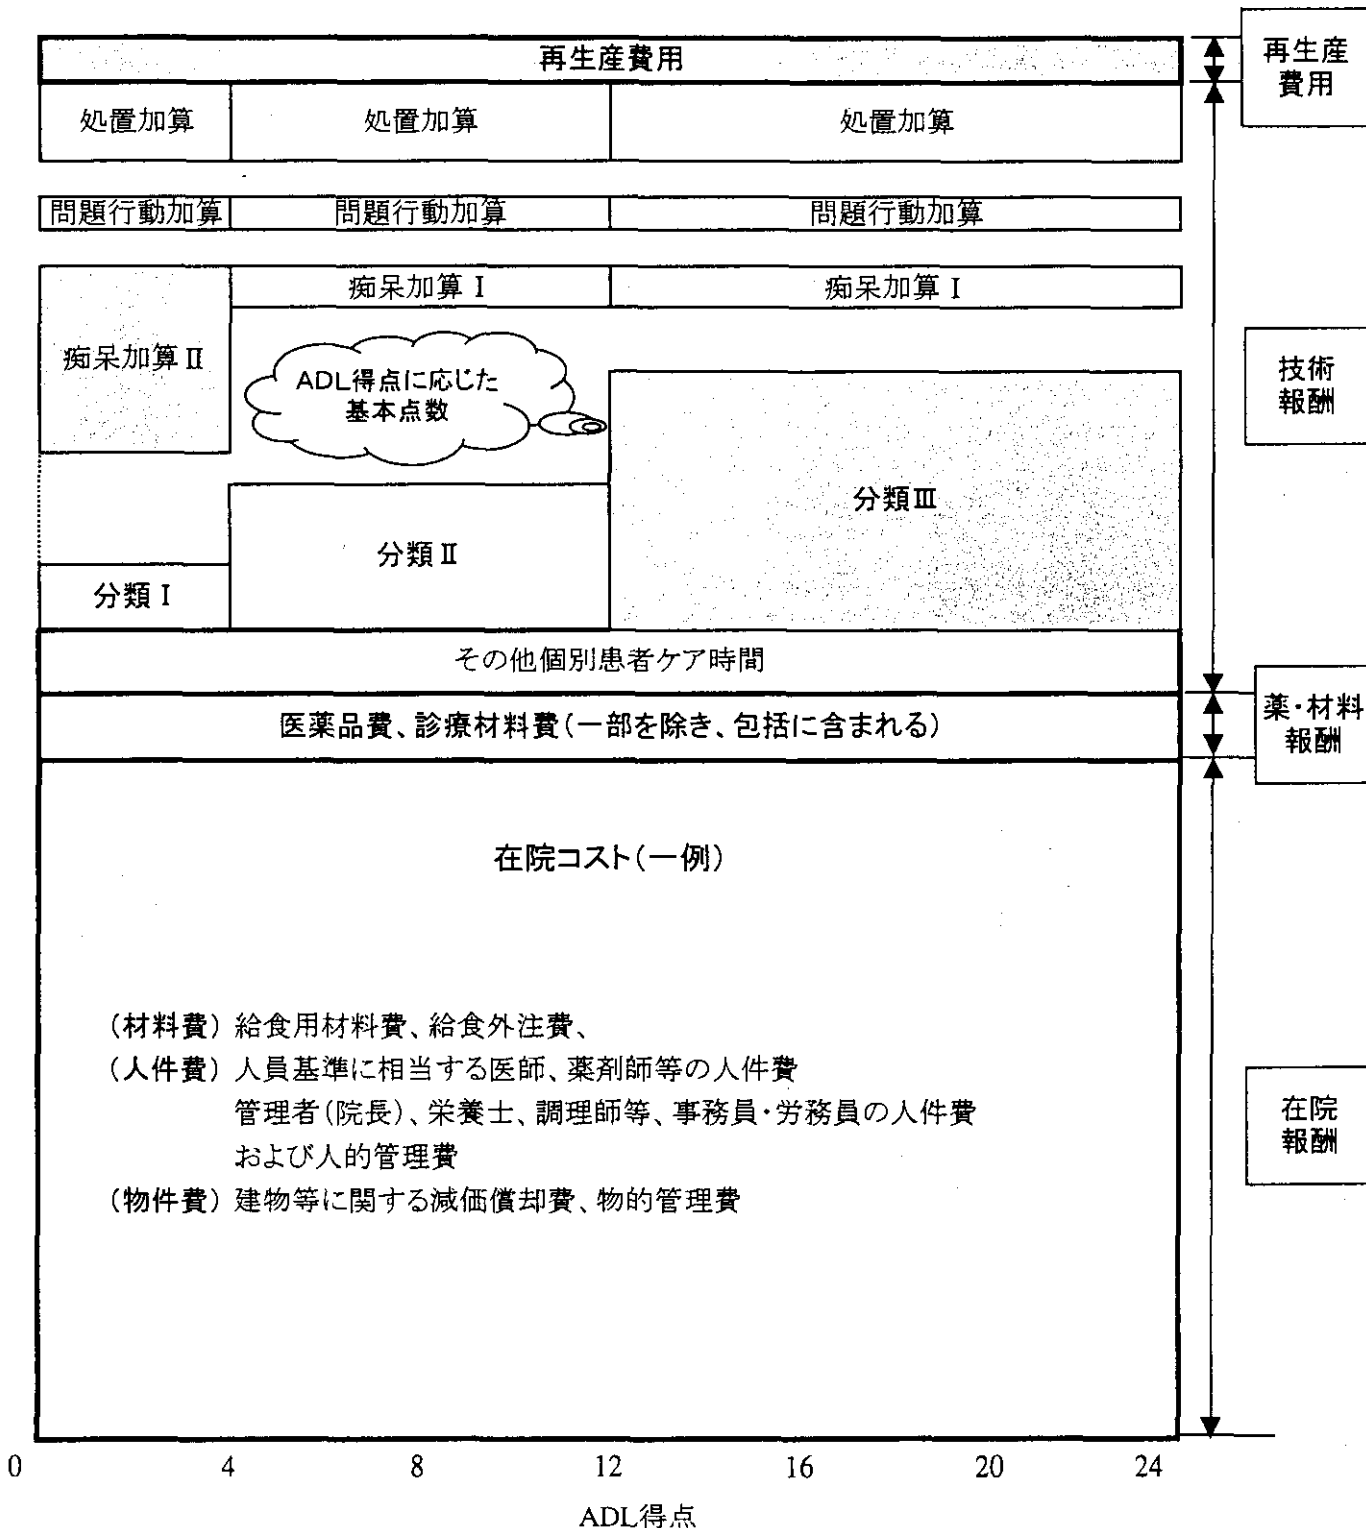 再生産費用
再生産
費用
処置加算
処置加算
処置加算
問題行動加算
問題行動加算
問題行動加算
痴呆加算Ⅰ
痴呆加算Ⅰ
痴呆加算Ⅱ
ADL得点に応じた
基本点数
技術
報酬
分類Ⅲ
分類Ⅱ
分類Ⅰ
その他個別患者ケア時間
医薬品費、診療材料費(一部を除き、包括に含まれる)
薬・材料
報酬
在院コスト(一例)
(材料費) 給食用材料費、給食外注費、
(人件費) 人員基準に相当する医師、薬剤師等の人件費
管理者(院長)、栄養士、調理師等、事務員・労務員の人件費
および人的管理費
(物件費) 建物等に関する減価償却費、物的管理費
在院
報酬
0 4 8 12 16 20 24
ADL得点